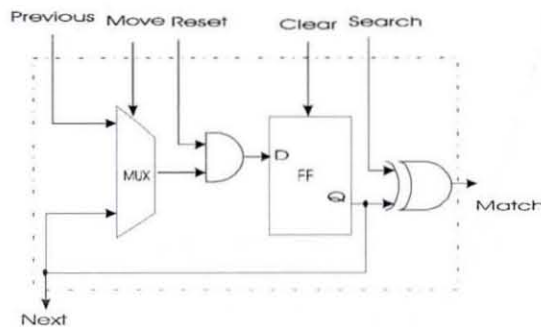 Previous Move Reset Clear Search
MUX
D
FF
Q
Match
Next